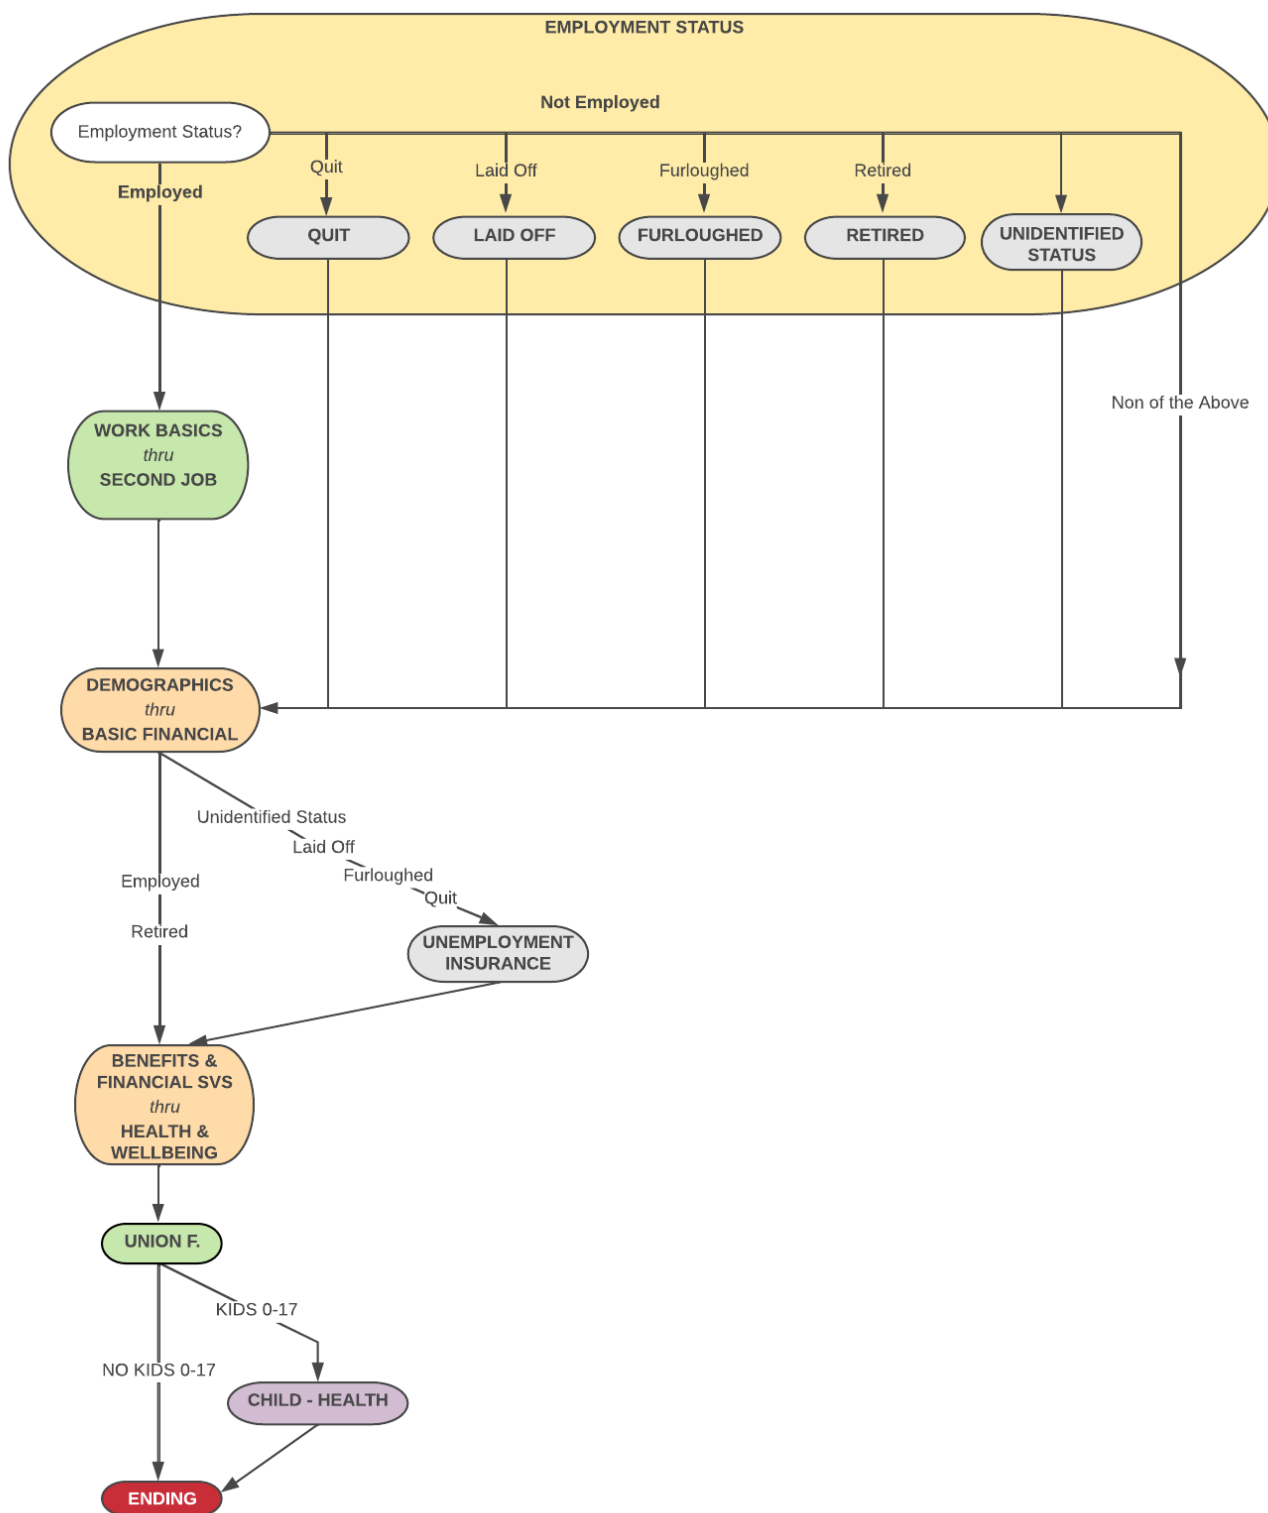 EMPLOYMENT STATUS
Not Employed
Employment Status?
Employed
Quit
Laid Off
Furloughed
Retired
QUIT
LAID OFF
FURLOUGHED
RETIRED
UNIDENTIFIED
STATUS
Non of the Above
WORK BASICS
thru
SECOND JOB
DEMOGRAPHICS
thru
BASIC FINANCIAL
Unidentified Status
Laid Off
Furloughed
Quit
Employed
Retired
UNEMPLOYMENT
INSURANCE
BENEFITS &
FINANCIAL SVS
thru
HEALTH &
WELLBEING
UNION F.
KIDS 0-17
NO KIDS 0-17
CHILD - HEALTH
ENDING